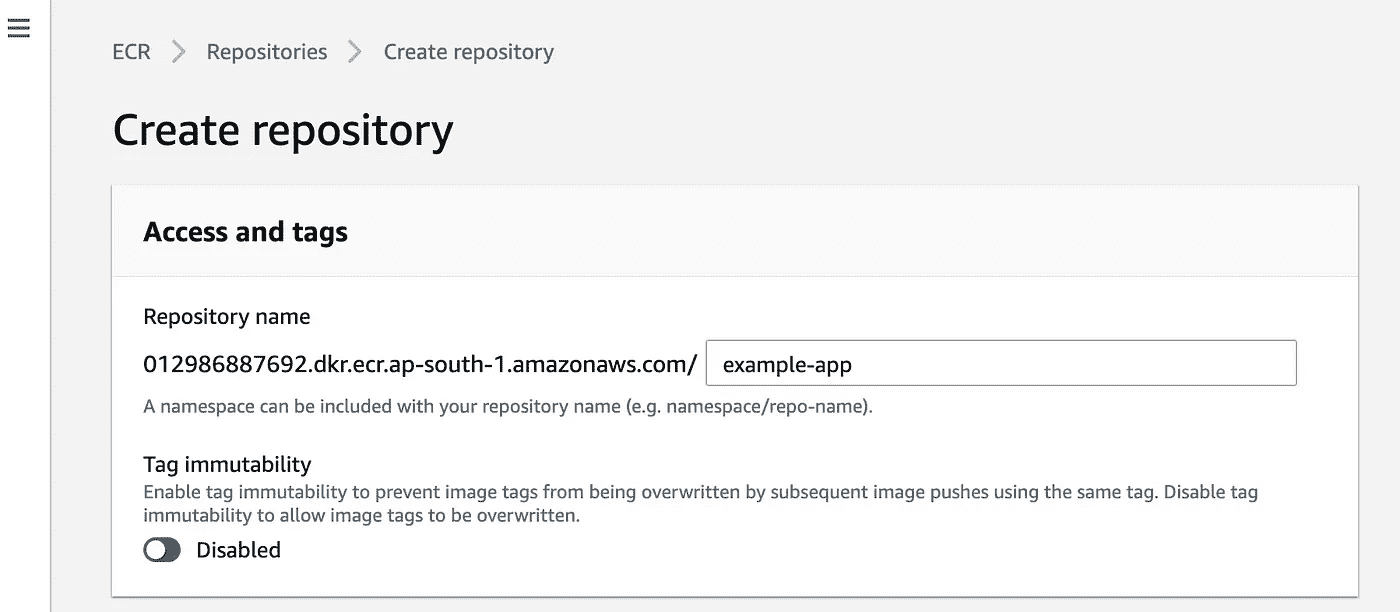 ECR > Repositories > Create repository
Create repository
Access and tags
Repository name
012986887692.dkr.ecr.ap-south-1.amazonaws.com/ example-app
A namespace can be included with your repository name (e.g. namespace/repo-name).
Tag immutability
Enable tag immutability to prevent image tags from being overwritten by subsequent image pushes using the same tag. Disable tag
immutability to allow image tags to be overwritten.
Disabled